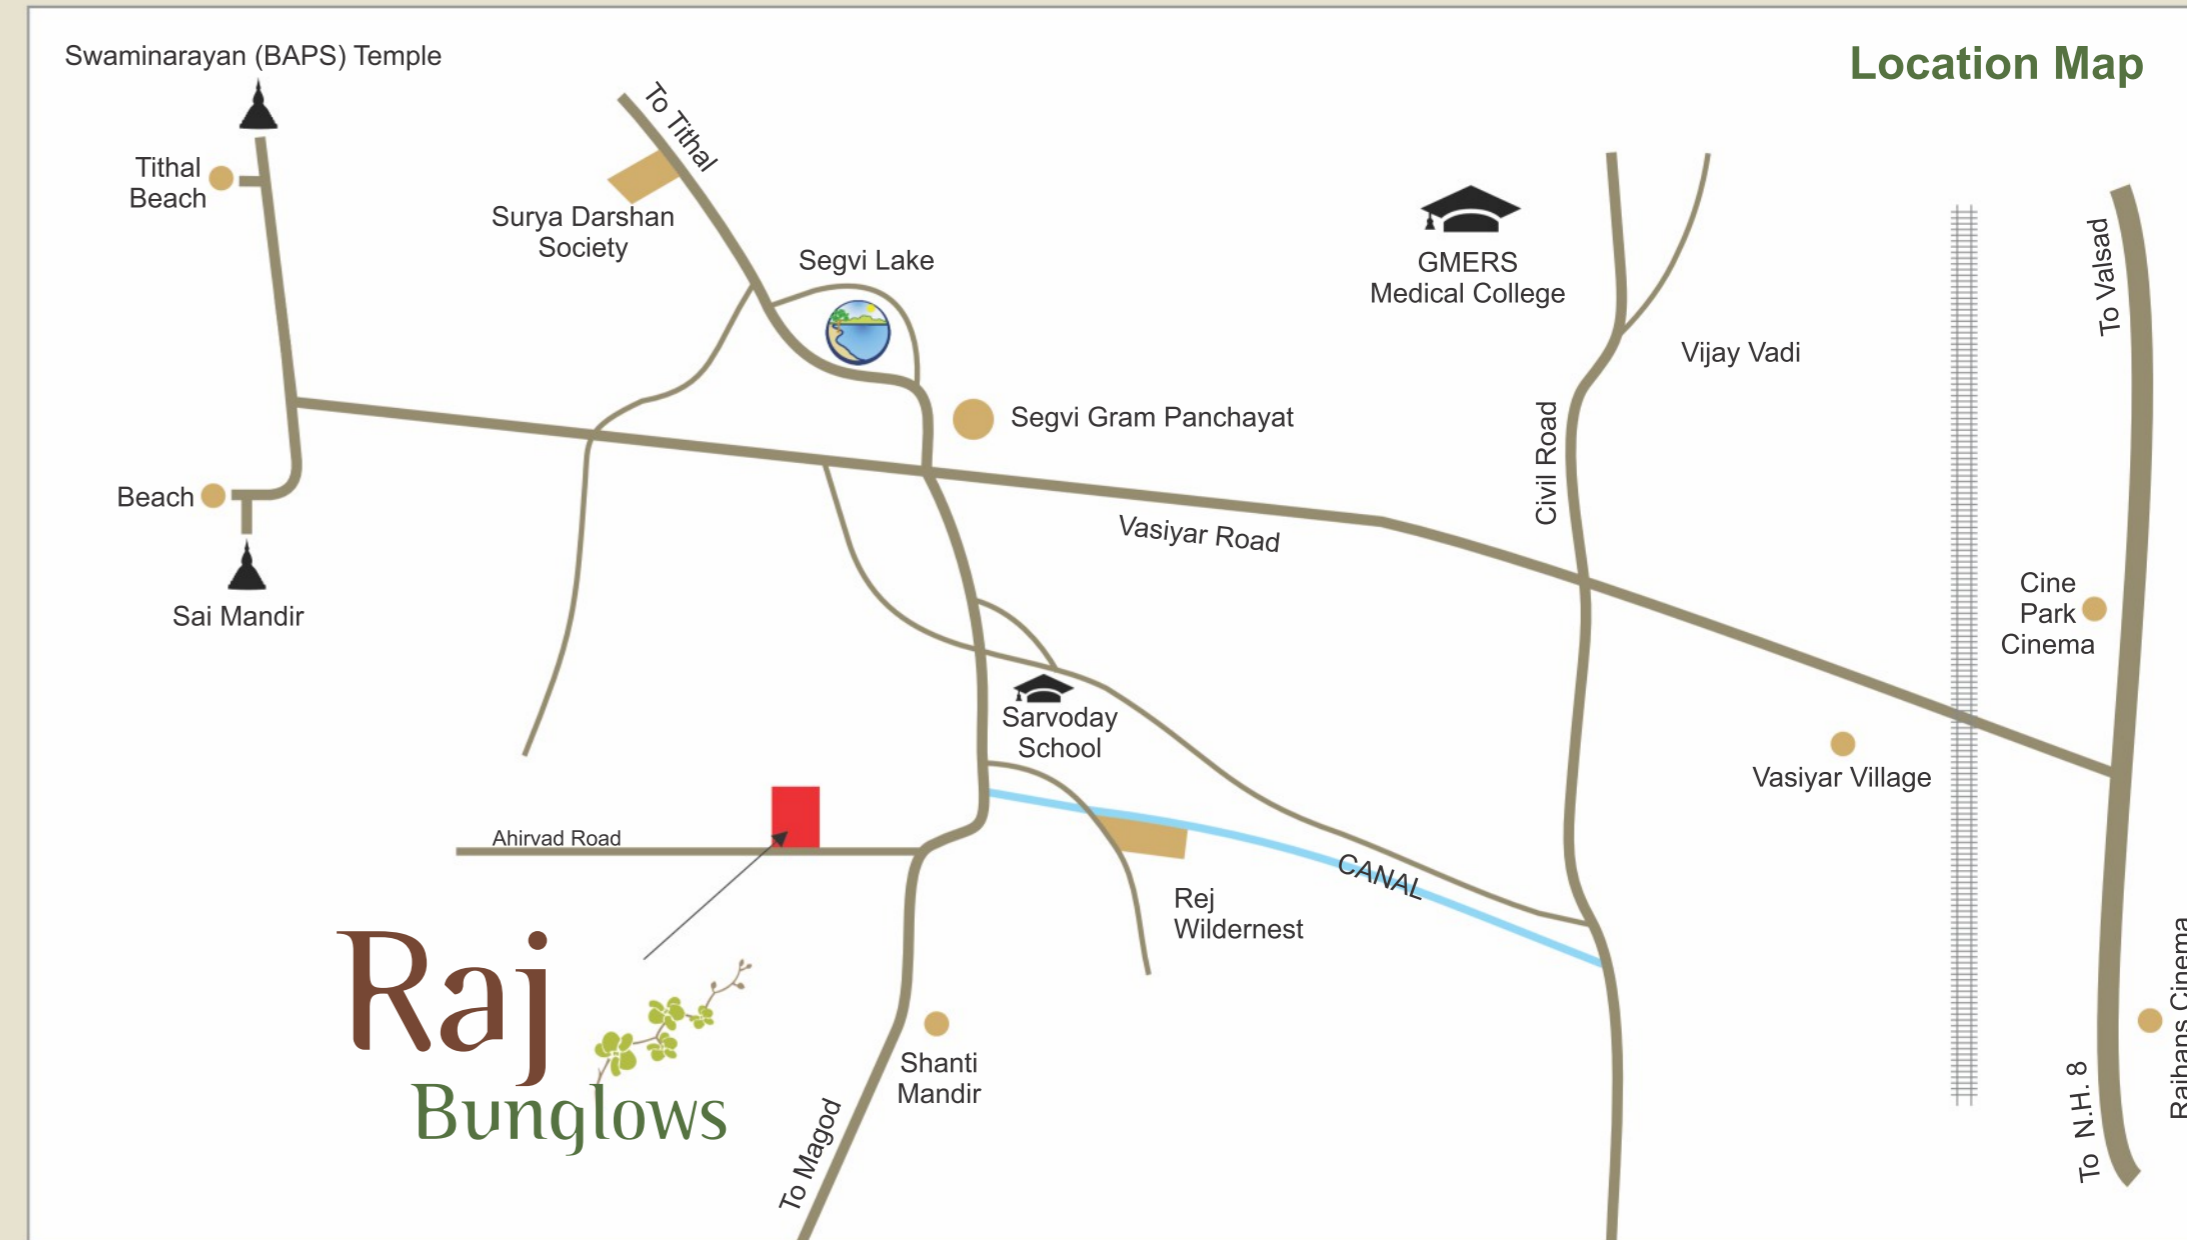 Location Map
Swaminarayan (BAPS) Temple
Tithal
Beach
To Tithal
Surya Darshan
Society
Segvi Lake
GMERS
Medical College
To Valsad
Vijay Vadi
Segvi Gram Panchayat
Civil Road
Beach
Vasiyar Road
Sai Mandir
Cine
Park
Cinema
Sarvoday
School
Vasiyar Village
Ahirvad Road
CANAL
Rej
Wildernest
Raj
Bunglows
Shanti
Mandir
To Magod
To N.H. 8
Rajhans Cinema